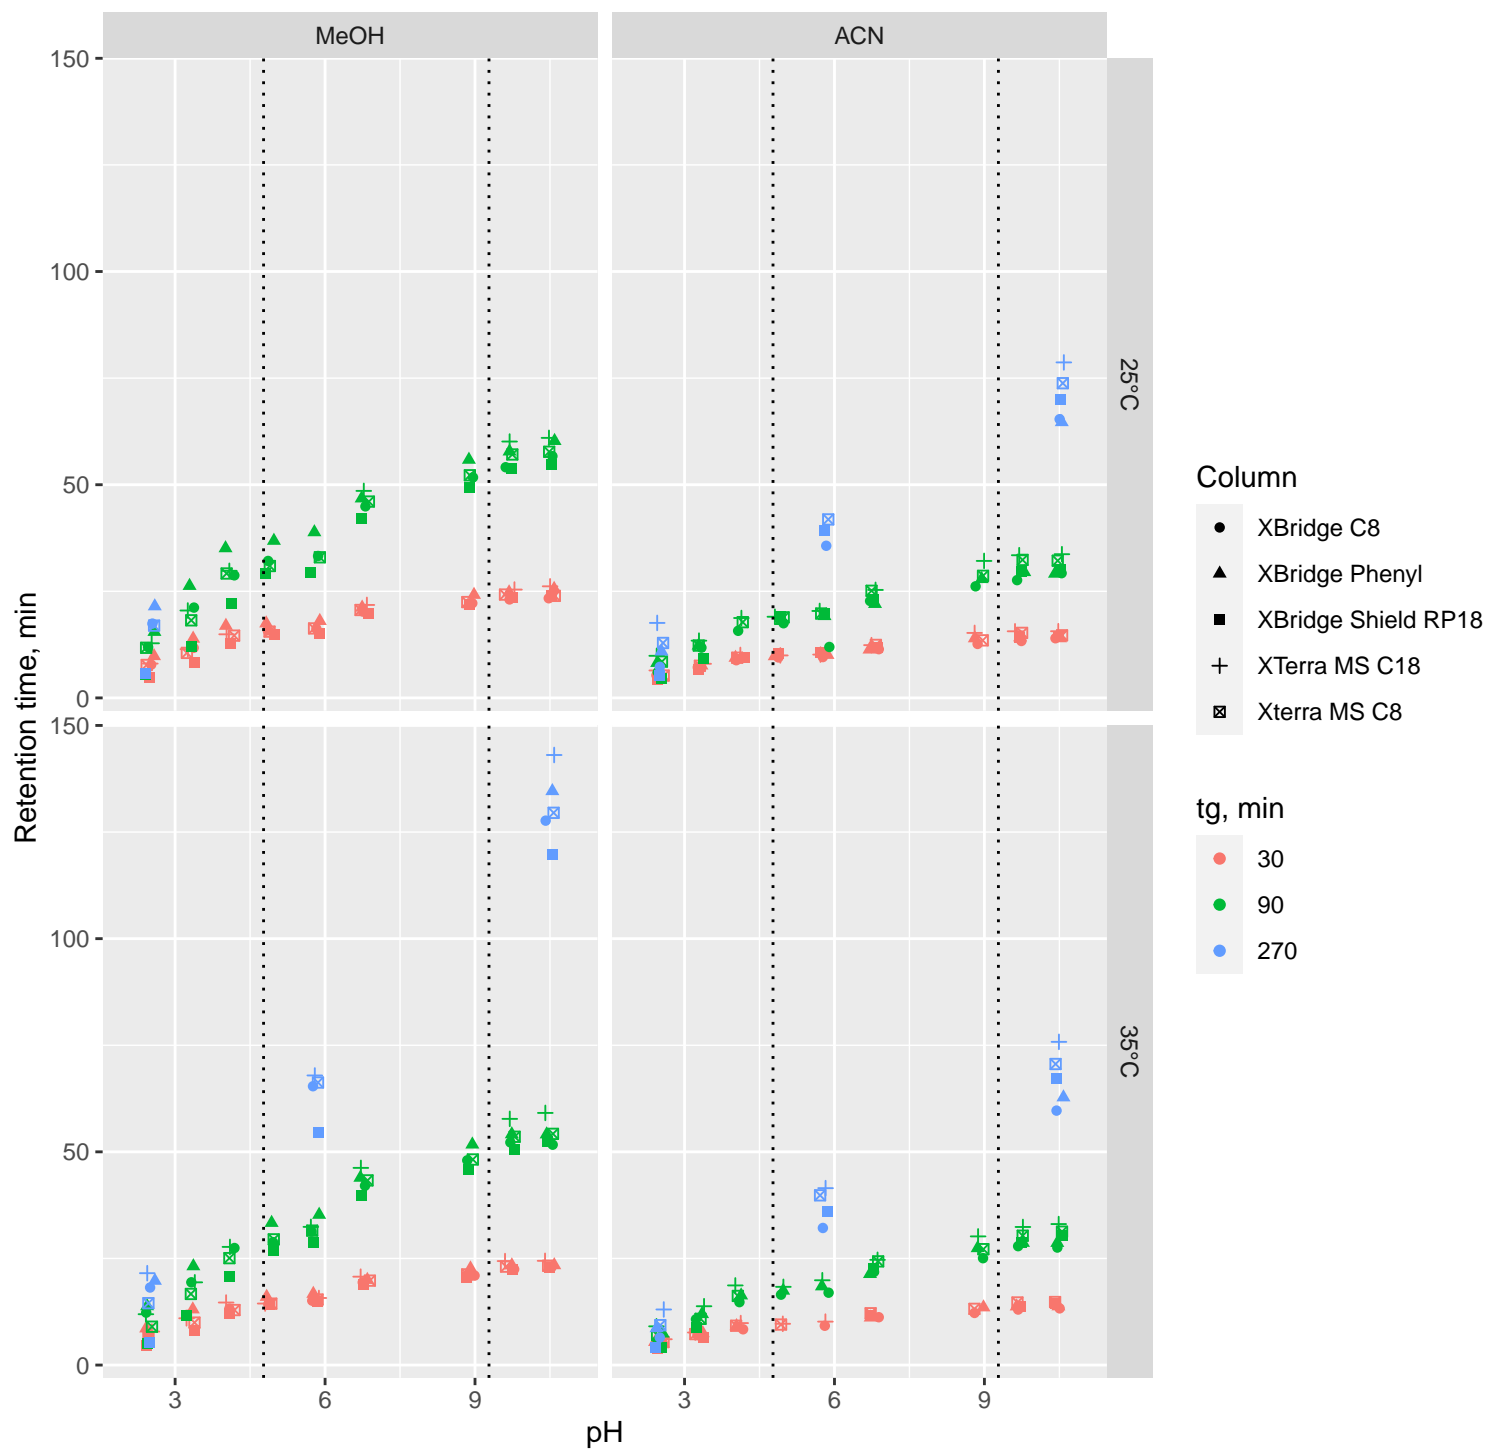 MeOH
ACN
150
100
50
0
25°C
150
100
50
0
35°C
3
6
9
3
6
9
pH
Retention time, min
Column
XBridge C8
XBridge Phenyl
XBridge Shield RP18
XTerra MS C18
Xterra MS C8
tg, min
30
90
270